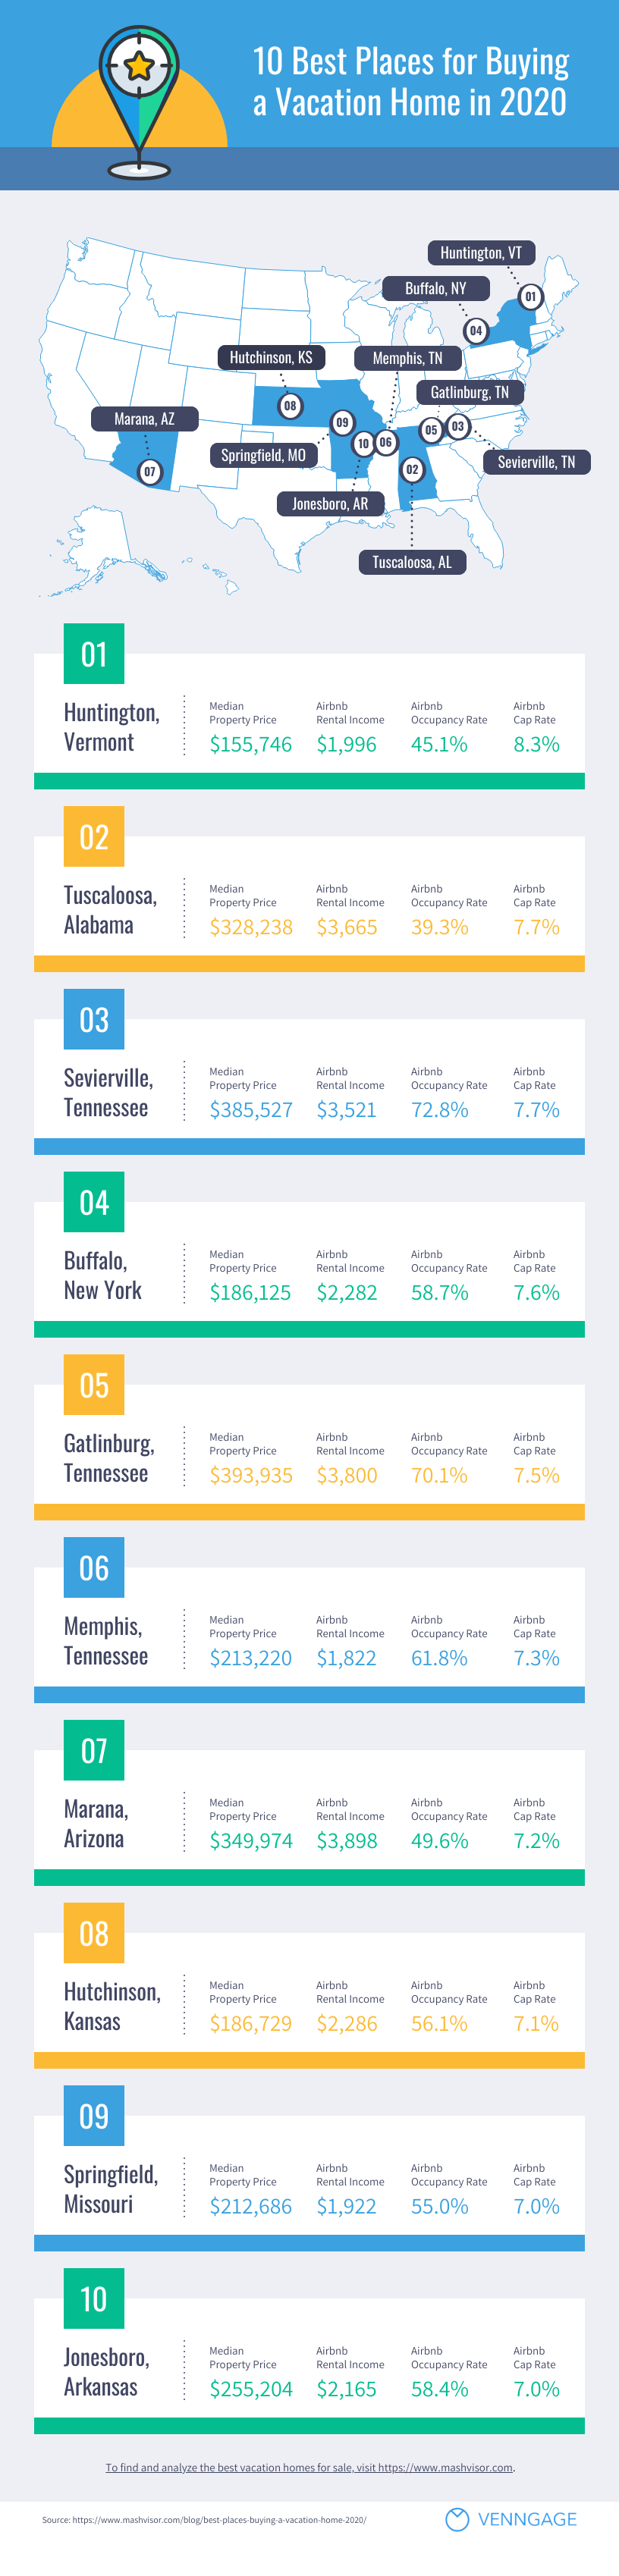 10 Best Places for Buying
a Vacation Home in 2020
Huntington, VT
01
Buffalo, NY
04
Hutchinson, KS
Memphis, TN
Gatlinburg, TN
08
Marana, AZ
09
05
03
10
06
Springfield, MO
Sevierville, TN
07
02
Jonesboro, AR
Tuscaloosa, AL
01
Huntington,
Vermont
Median
Property Price
$155,746
Airbnb
Rental Income
$1,996
Airbnb
Occupancy Rate
45.1%
Airbnb
Cap Rate
8.3%
02
Tuscaloosa,
Alabama
Median
Property Price
$328,238
Airbnb
Rental Income
$3,665
Airbnb
Occupancy Rate
39.3%
Airbnb
Cap Rate
7.7%
03
Sevierville,
Tennessee
Median
Property Price
$385,527
Airbnb
Rental Income
$3,521
Airbnb
Occupancy Rate
72.8%
Airbnb
Cap Rate
7.7%
04
Buffalo,
New York
Median
Property Price
$186,125
Airbnb
Rental Income
$2,282
Airbnb
Occupancy Rate
58.7%
Airbnb
Cap Rate
7.6%
05
Gatlinburg,
Tennessee
Median
Property Price
$393,935
Airbnb
Rental Income
$3,800
Airbnb
Occupancy Rate
70.1%
Airbnb
Cap Rate
7.5%
06
Memphis,
Tennessee
Median
Property Price
$213,220
Airbnb
Rental Income
$1,822
Airbnb
Occupancy Rate
61.8%
Airbnb
Cap Rate
7.3%
07
Marana,
Arizona
Median
Property Price
$349,974
Airbnb
Rental Income
$3,898
Airbnb
Occupancy Rate
49.6%
Airbnb
Cap Rate
7.2%
08
Hutchinson,
Kansas
Median
Property Price
$186,729
Airbnb
Rental Income
$2,286
Airbnb
Occupancy Rate
56.1%
Airbnb
Cap Rate
7.1%
09
Springfield,
Missouri
Median
Property Price
$212,686
Airbnb
Rental Income
$1,922
Airbnb
Occupancy Rate
55.0%
Airbnb
Cap Rate
7.0%
10
Jonesboro,
Arkansas
Median
Property Price
$255,204
Airbnb
Rental Income
$2,165
Airbnb
Occupancy Rate
58.4%
Airbnb
Cap Rate
7.0%
To find and analyze the best vacation homes for sale, visit https://www.mashvisor.com.
Source: https://www.mashvisor.com/blog/best-places-buying-a-vacation-home-2020/
VENNGAGE